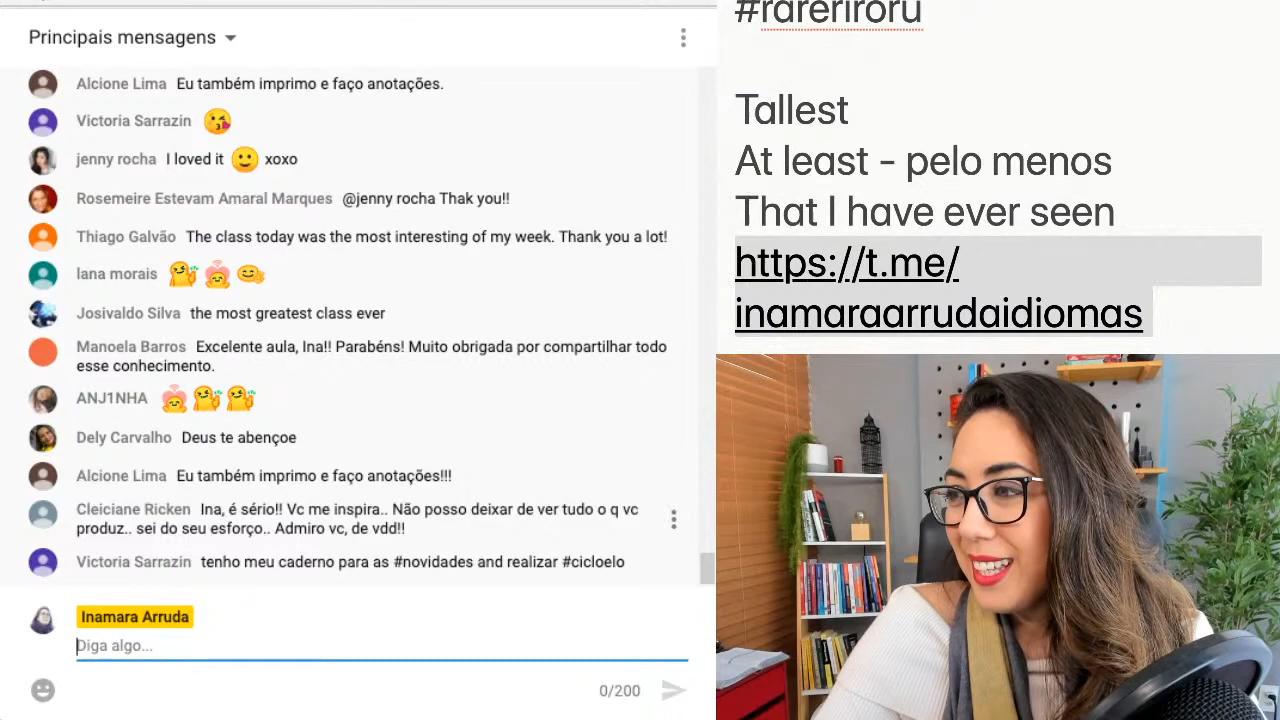 Principais mensagens
Alcione Lima Eu também imprimo e faço anotações.
Victoria Sarrazin 😘
jenny rocha I loved it 🙂 xoxo
Rosemeire Estevam Amaral Marques @jenny rocha Thak you!!
Thiago Galvão The class today was the most interesting of my week. Thank you a lot!
lana morais
Josivaldo Silva the most greatest class ever
Manoela Barros Excelente aula, Ina!! Parabéns! Muito obrigada por compartilhar todo
esse conhecimento.
ANJ1NHA
Dely Carvalho Deus te abençoe
Alcione Lima Eu também imprimo e faço anotações!!!
Cleiciane Ricken Ina, é sério!! Vc me inspira.. Não posso deixar de ver tudo o q vc
produz.. sei do seu esforço.. Admiro vc, de vdd!!
Victoria Sarrazin tenho meu caderno para as #novidades and realizar #cicloelo
Inamara Arruda
Diga algo...
0/200
#rareriroru
Tallest
At least - pelo menos
That I have ever seen
https://t.me/
inamaraarrudaidiomas